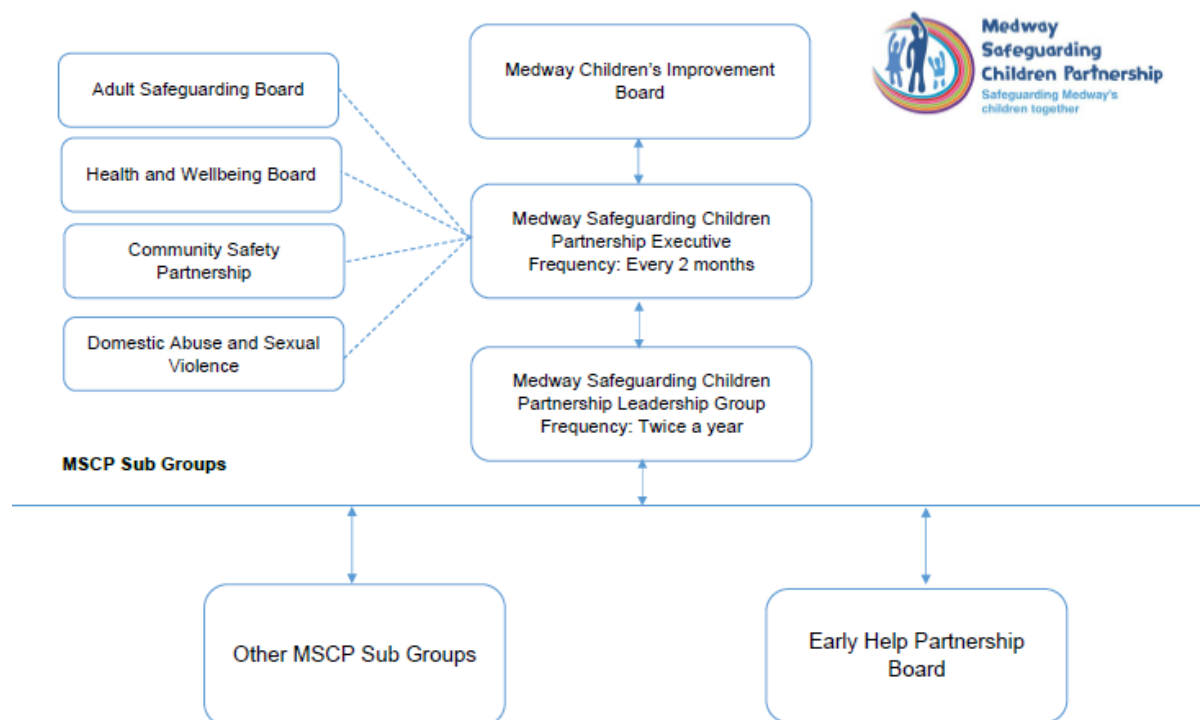 Medway
Safeguarding
Children Partnership
Safeguarding Medway's
children together
Medway Children's Improvement
Board
Adult Safeguarding Board
Health and Wellbeing Board
Community Safety
Partnership
Domestic Abuse and Sexual
Violence
Medway Safeguarding Children
Partnership Executive
Frequency: Every 2 months
Medway Safeguarding Children
Partnership Leadership Group
Frequency: Twice a year
MSCP Sub Groups
Other MSCP Sub Groups
Early Help Partnership
Board